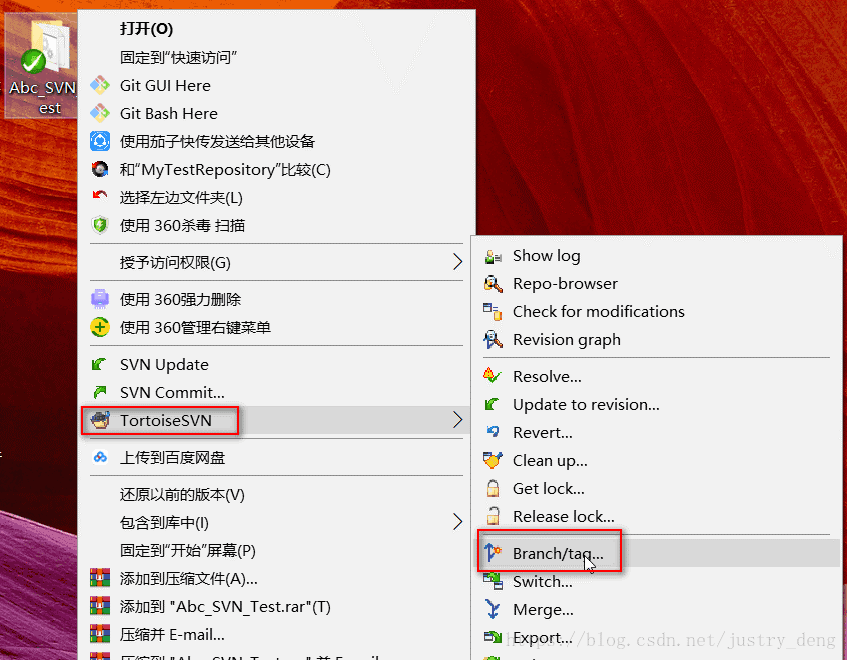 Abc_SVN_
est
打开(O)
固定到"快速访问"
Git GUI Here
Git Bash Here
使用茄子快传发送给其他设备
和"MyTestRepository"比较(C)
选择左边文件夹(L)
使用 360杀毒 扫描
授予访问权限(G)
使用 360强力删除
使用 360管理右键菜单
SVN Update
SVN Commit...
TortoiseSVN
上传到百度网盘
还原以前的版本(V)
包含到库中(I)
固定到"开始"屏幕(P)
添加到压缩文件(A)...
添加到 "Abc_SVN_Test.rar"(T)
压缩并 E-mail...
Show log
Repo-browser
Check for modifications
Revision graph
Resolve...
Update to revision...
Revert...
Clean up...
Get lock...
Release lock...
Branch/tag...
Switch...
Merge...
Export...
https://blog.csdn.net/justry_deng